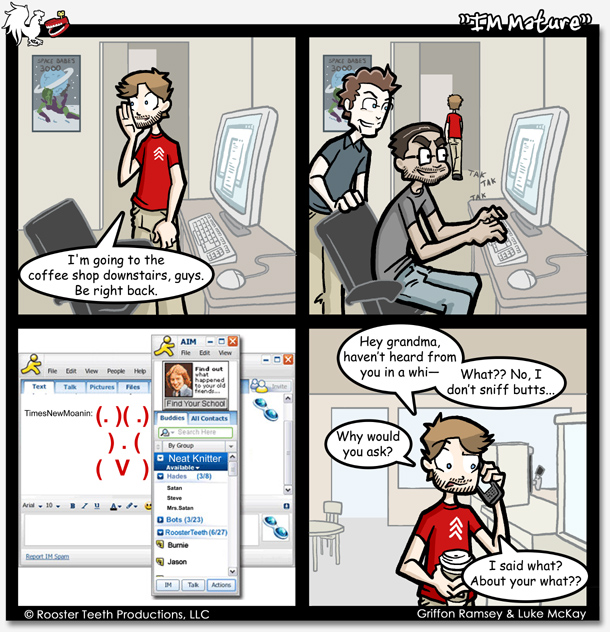 "IM Mature"
SPACE BABES
3000
I'm going to the
coffee shop downstairs, guys.
Be right back.
TAK
TAK
TAK
File Edit View People Help
Text Talk Pictures Files
Invite
TimesNewMoanin: (. )( .)
) . (
( V )
Arial 10 B I U A
Report IM Spam
AIM
File Edit View
Find out
what
happened
to your old
friends...
Find Your School
Buddies All Contacts
Search Here
By Group
Neat Knitter
Available
Hades (3/8)
Satan
Steve
Mrs.Satan
Bots (3/23)
RoosterTeeth (6/27)
Burnie
Jason
IM Talk Actions
Hey grandma,
haven't heard from
you in a whi—
What?? No, I
don't sniff butts...
Why would
you ask?
I said what?
About your what??
© Rooster Teeth Productions, LLC
Griffon Ramsey & Luke McKay